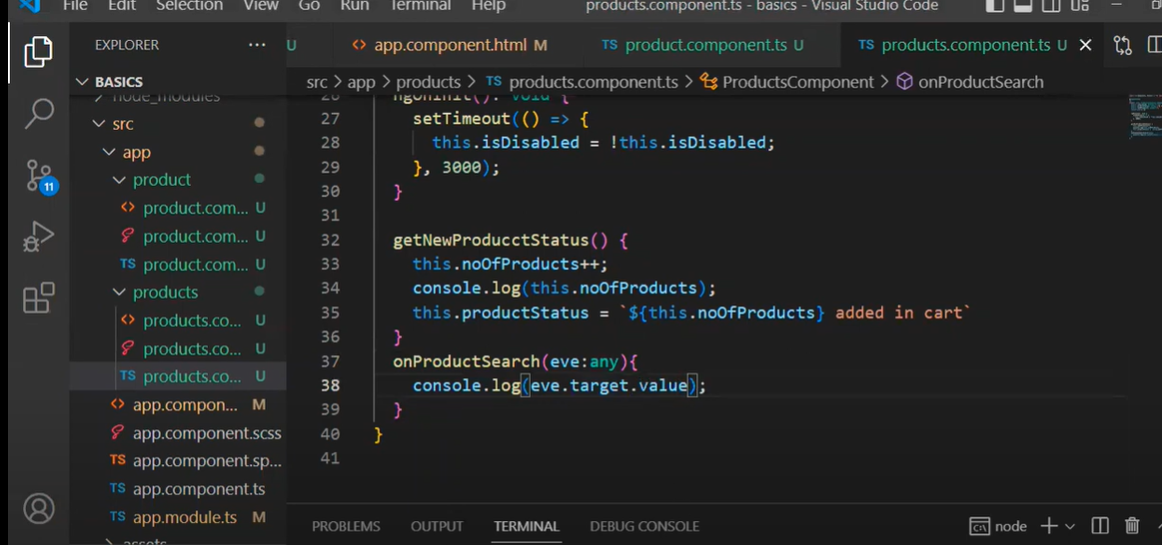 File Edit Selection View Go Run Terminal Help products.component.ts - basics - Visual Studio Code
EXPLORER ... U <> app.component.html M TS product.component.ts U TS products.component.ts U ×
BASICS
src > app > products > TS products.component.ts > ProductsComponent > onProductSearch
node_modules
src
app
product
<> product.com... U
product.com... U
TS product.com... U
products
<> products.co... U
products.co... U
TS products.co... U
<> app.compon... M
app.component.scss
TS app.component.sp...
TS app.component.ts
TS app.module.ts M
assets
11
26 ngOnInit(): void {
27 setTimeout(() => {
28 this.isDisabled = !this.isDisabled;
29 }, 3000);
30 }
31
32 getNewProducctStatus() {
33 this.noOfProducts++;
34 console.log(this.noOfProducts);
35 this.productStatus = `${this.noOfProducts} added in cart`
36 }
37 onProductSearch(eve:any){
38 console.log(eve.target.value);
39 }
40 }
41
PROBLEMS OUTPUT TERMINAL DEBUG CONSOLE node